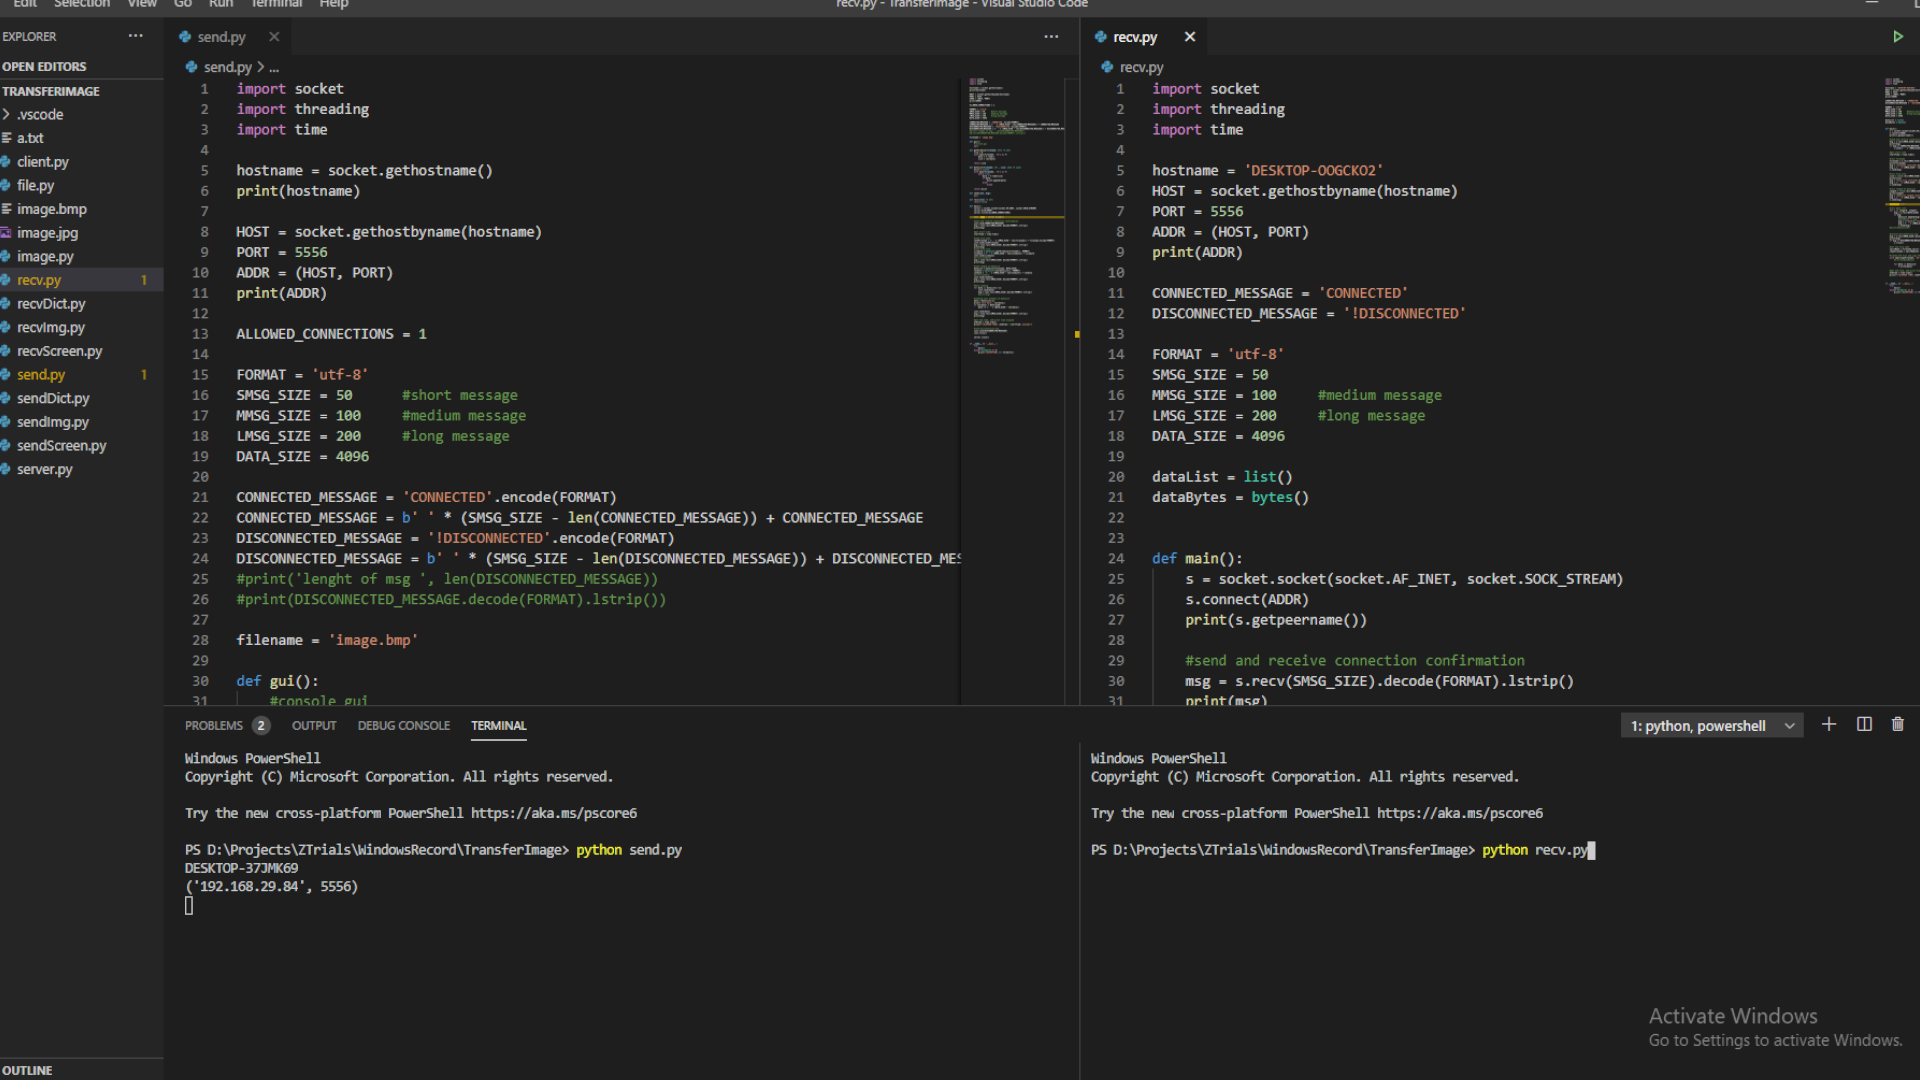 Edit Selection View Go Run Terminal Help
recv.py - TransferImage - Visual Studio Code
EXPLORER
OPEN EDITORS
TRANSFERIMAGE
.vscode
a.txt
client.py
file.py
image.bmp
image.jpg
image.py
recv.py 1
recvDict.py
recvImg.py
recvScreen.py
send.py 1
sendDict.py
sendImg.py
sendScreen.py
server.py
OUTLINE
send.py
send.py > ...
1 import socket
2 import threading
3 import time
4
5 hostname = socket.gethostname()
6 print(hostname)
7
8 HOST = socket.gethostbyname(hostname)
9 PORT = 5556
10 ADDR = (HOST, PORT)
11 print(ADDR)
12
13 ALLOWED_CONNECTIONS = 1
14
15 FORMAT = 'utf-8'
16 SMSG_SIZE = 50 #short message
17 MMSG_SIZE = 100 #medium message
18 LMSG_SIZE = 200 #long message
19 DATA_SIZE = 4096
20
21 CONNECTED_MESSAGE = 'CONNECTED'.encode(FORMAT)
22 CONNECTED_MESSAGE = b' ' * (SMSG_SIZE - len(CONNECTED_MESSAGE)) + CONNECTED_MESSAGE
23 DISCONNECTED_MESSAGE = '!DISCONNECTED'.encode(FORMAT)
24 DISCONNECTED_MESSAGE = b' ' * (SMSG_SIZE - len(DISCONNECTED_MESSAGE)) + DISCONNECTED_MES
25 #print('lenght of msg ', len(DISCONNECTED_MESSAGE))
26 #print(DISCONNECTED_MESSAGE.decode(FORMAT).lstrip())
27
28 filename = 'image.bmp'
29
30 def gui():
31 #console gui
recv.py
recv.py
1 import socket
2 import threading
3 import time
4
5 hostname = 'DESKTOP-OOGCKO2'
6 HOST = socket.gethostbyname(hostname)
7 PORT = 5556
8 ADDR = (HOST, PORT)
9 print(ADDR)
10
11 CONNECTED_MESSAGE = 'CONNECTED'
12 DISCONNECTED_MESSAGE = '!DISCONNECTED'
13
14 FORMAT = 'utf-8'
15 SMSG_SIZE = 50
16 MMSG_SIZE = 100 #medium message
17 LMSG_SIZE = 200 #long message
18 DATA_SIZE = 4096
19
20 dataList = list()
21 dataBytes = bytes()
22
23
24 def main():
25 s = socket.socket(socket.AF_INET, socket.SOCK_STREAM)
26 s.connect(ADDR)
27 print(s.getpeername())
28
29 #send and receive connection confirmation
30 msg = s.recv(SMSG_SIZE).decode(FORMAT).lstrip()
31 print(msg)
PROBLEMS 2 OUTPUT DEBUG CONSOLE TERMINAL
1: python, powershell
Windows PowerShell
Copyright (C) Microsoft Corporation. All rights reserved.
Try the new cross-platform PowerShell https://aka.ms/pscore6
PS D:\Projects\ZTrials\WindowsRecord\TransferImage> python send.py
DESKTOP-37JMK69
('192.168.29.84', 5556)
Windows PowerShell
Copyright (C) Microsoft Corporation. All rights reserved.
Try the new cross-platform PowerShell https://aka.ms/pscore6
PS D:\Projects\ZTrials\WindowsRecord\TransferImage> python recv.py
Activate Windows
Go to Settings to activate Windows.